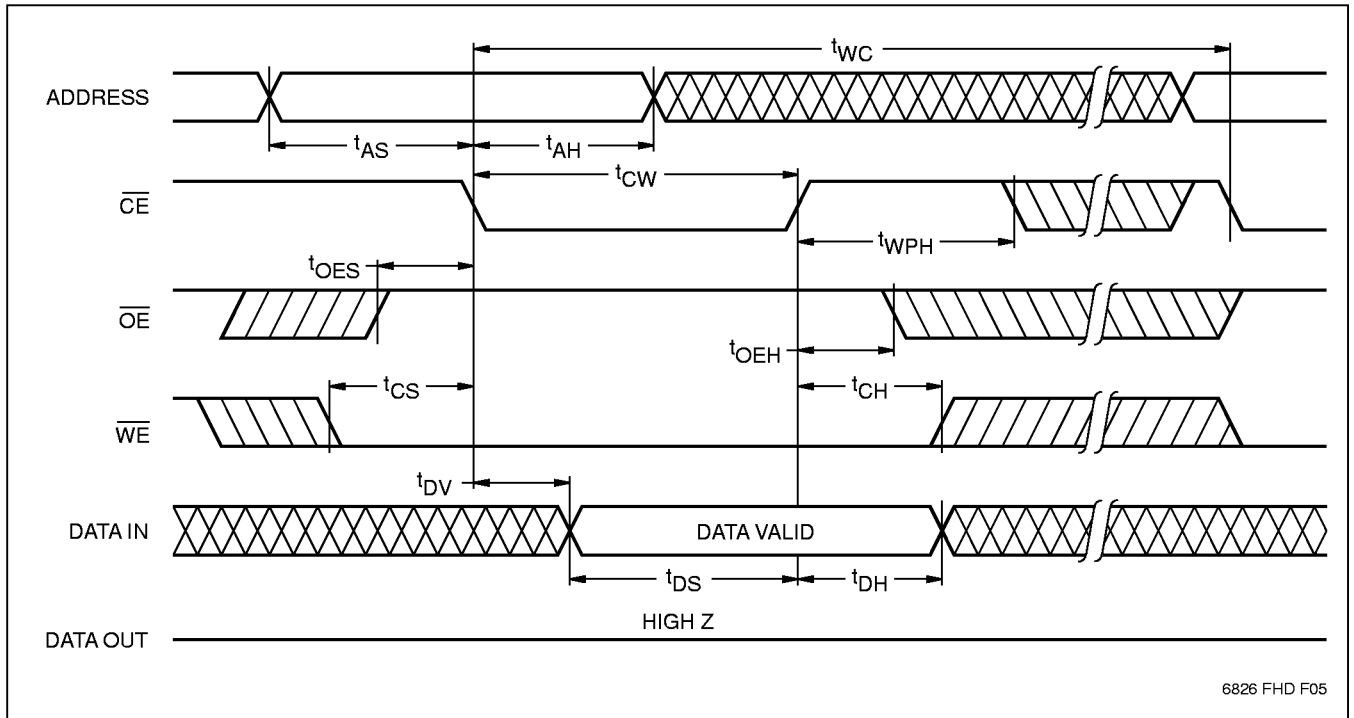 tWC
ADDRESS
tAS
tAH
tCW
CE
tWPH
tOES
OE
tOEH
tCS
tCH
WE
tDV
DATA IN
DATA VALID
tDS
tDH
HIGH Z
DATA OUT
6826 FHD F05